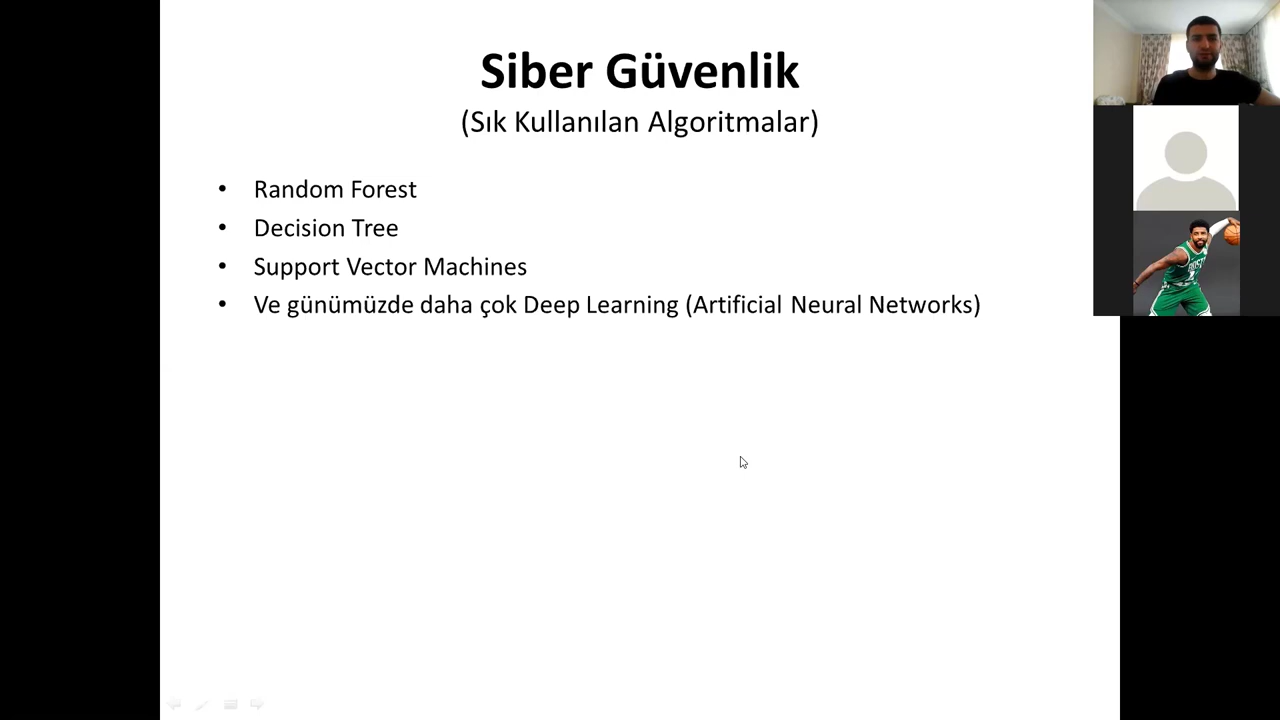 Siber Güvenlik
(Sık Kullanılan Algoritmalar)
• Random Forest
• Decision Tree
• Support Vector Machines
• Ve günümüzde daha çok Deep Learning (Artificial Neural Networks)